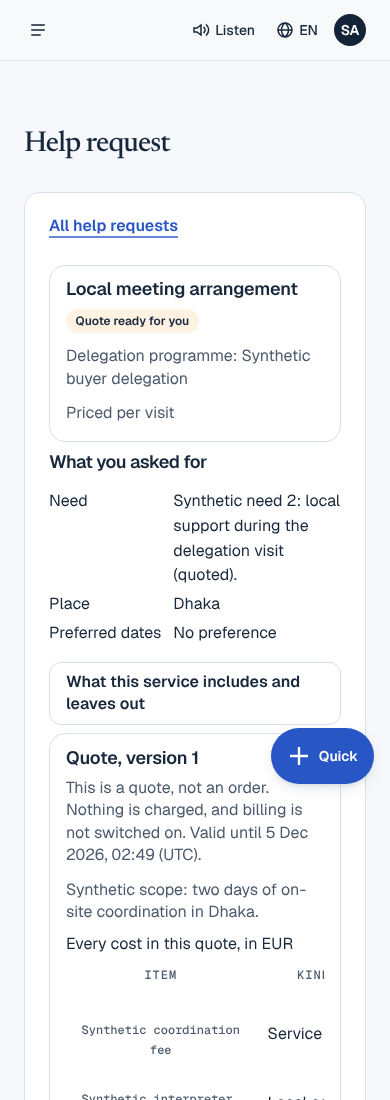 Listen
EN
SA
Help request
All help requests
Local meeting arrangement
Quote ready for you
Delegation programme: Synthetic
buyer delegation
Priced per visit
What you asked for
Need
Synthetic need 2: local
support during the
delegation visit
(quoted).
Place
Dhaka
Preferred dates
No preference
What this service includes and
leaves out
Quote, version 1
Quick
This is a quote, not an order.
Nothing is charged, and billing is
not switched on. Valid until 5 Dec
2026, 02:49 (UTC).
Synthetic scope: two days of on-
site coordination in Dhaka.
Every cost in this quote, in EUR
ITEM
Synthetic coordination
fee
Service
Synthetic interpreter